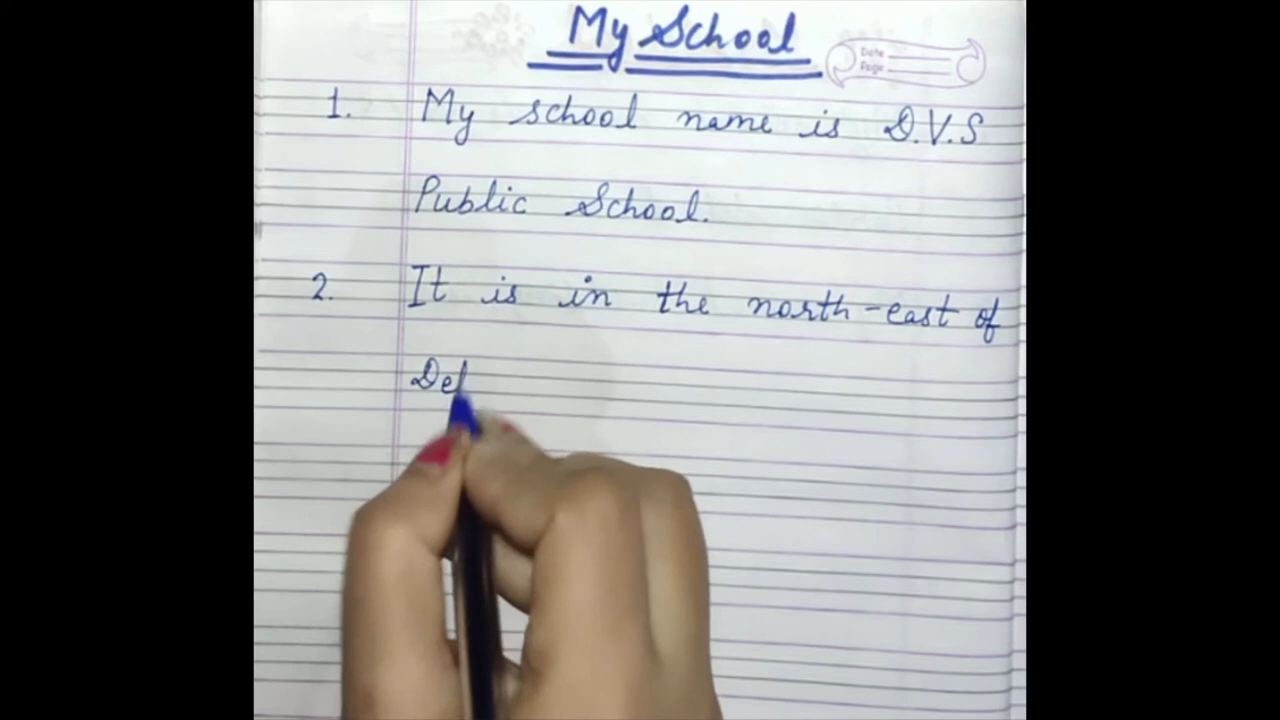 My School
Date
Page
1. My school name is D.V.S
Public School.
2. It is in the north-east of
Del